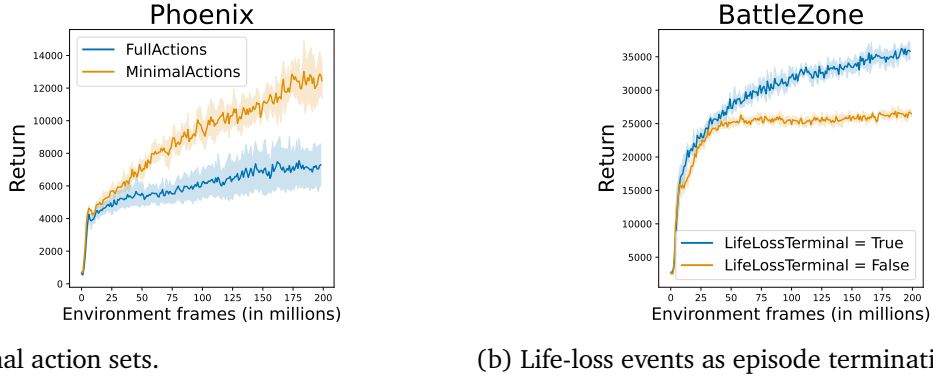 Phoenix
14000
12000
10000
8000
6000
4000
2000
0
Return
FullActions
MinimalActions
0 25 50 75 100 125 150 175 200
Environment frames (in millions)
BattleZone
35000
30000
25000
20000
15000
10000
5000
Return
LifeLossTerminal = True
LifeLossTerminal = False
0 25 50 75 100 125 150 175 200
Environment frames (in millions)
nal action sets.
(b) Life-loss events as episode terminati